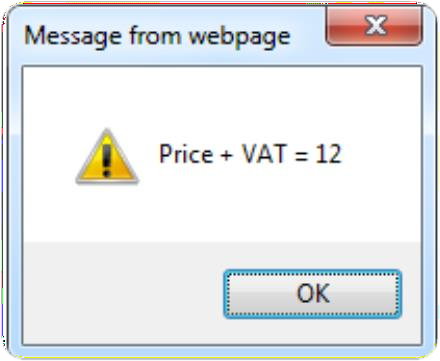 Message from webpage
Price + VAT = 12
OK